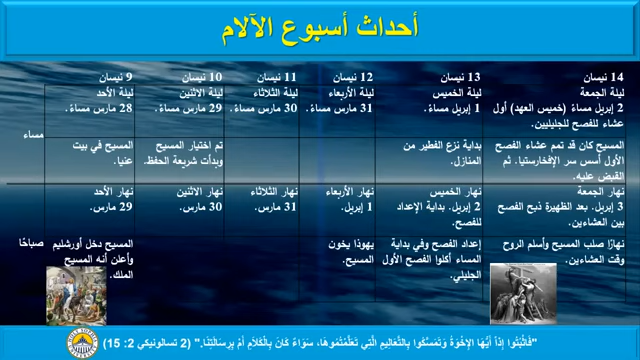 أحداث أسبوع الآلام
9 نيسان
10 نيسان
11 نيسان
12 نيسان
13 نيسان
14 نيسان
مساء
ليلة الأحد
28 مارس مساءً.
ليلة الاثنين
29 مارس مساءً.
ليلة الثلاثاء
30 مارس مساءً.
ليلة الأربعاء
31 مارس مساءً.
ليلة الخميس
1 إبريل مساءً.
ليلة الجمعة
2 إبريل مساءً (خميس العهد) أول
عشاء للفصح للجليليين.
المسيح في بيت
عنيا.
تم اختيار المسيح
وبدأت شريعة الحفظ.
بداية نزع الفطير من
المنازل.
المسيح كان قد تمم عشاء الفصح
الأول أسس سر الإفخارستيا. ثم
القبض عليه.
صباحًا
نهار الأحد
29 مارس.
نهار الاثنين
30 مارس.
نهار الثلاثاء
31 مارس.
نهار الأربعاء
1 إبريل.
نهار الخميس
2 إبريل. بداية الإعداد
للفصح.
نهار الجمعة
3 إبريل. بعد الظهيرة ذبح الفصح
بين العشاءين.
المسيح دخل أورشليم
وأعلن أنه المسيح
الملك.
يهوذا يخون
المسيح.
إعداد الفصح وفي بداية
المساء أكلوا الفصح الأول
الجليلي.
نهارًا صلب المسيح وأسلم الروح
وقت العشاءين.
"فَاثْبُتُوا إِذاً أَيُّهَا الإِخْوَةُ وَتَمَسَّكُوا بِالتَّعَالِيمِ الَّتِي تَعَلَّمْتُمُوهَا، سَوَاءٌ كَانَ بِالْكَلاَمِ أَمْ بِرِسَالَتِنَا." (2 تسالونيكي 2: 15)